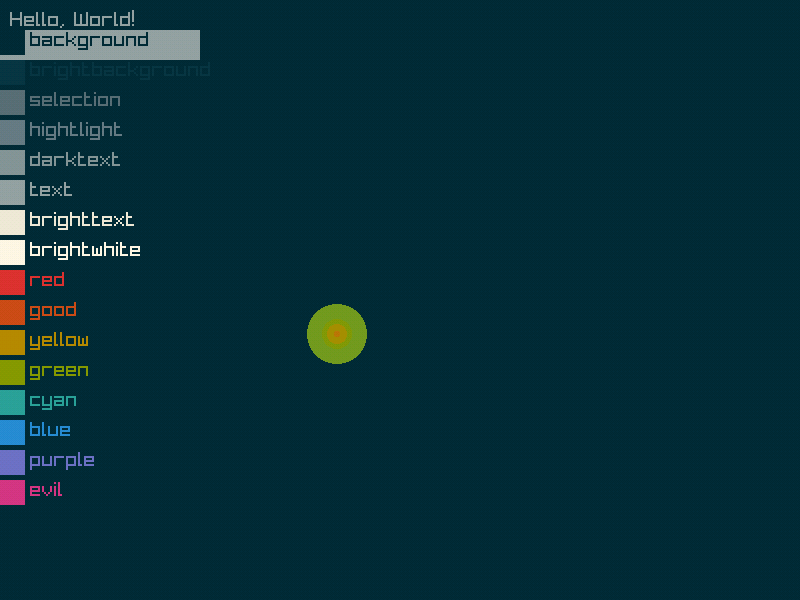 Hello, World!
background
brightbackground
selection
hightlight
darktext
text
brighttext
brightwhite
red
good
yellow
green
cyan
blue
purple
evil